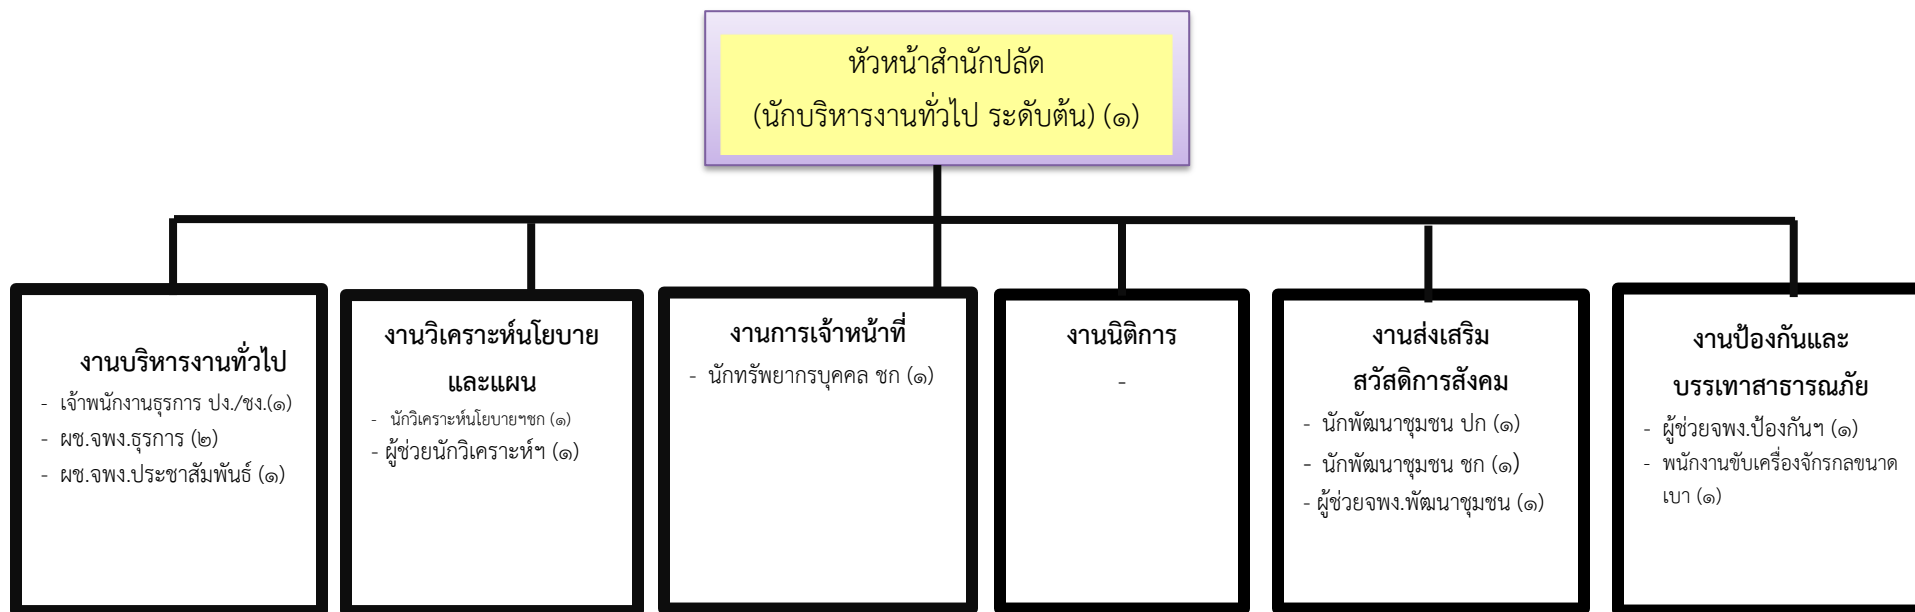 หัวหน้าสำนักปลัด
(นักบริหารงานทั่วไป ระดับต้น) (๑)
งานบริหารงานทั่วไป
- เจ้าพนักงานธุรการ ปง./ชง.(๑)
- ผช.จพง.ธุรการ (๒)
- ผช.จพง.ประชาสัมพันธ์ (๑)
งานวิเคราะห์นโยบาย
และแผน
- นักวิเคราะห์นโยบายฯชก (๑)
- ผู้ช่วยนักวิเคราะห์ฯ (๑)
งานการเจ้าหน้าที่
- นักทรัพยากรบุคคล ชก (๑)
งานนิติการ
-
งานส่งเสริม
สวัสดิการสังคม
- นักพัฒนาชุมชน ปก (๑)
- นักพัฒนาชุมชน ชก (๑)
- ผู้ช่วยจพง.พัฒนาชุมชน (๑)
งานป้องกันและ
บรรเทาสาธารณภัย
- ผู้ช่วยจพง.ป้องกันฯ (๑)
- พนักงานขับเครื่องจักรกลขนาด
เบา (๑)